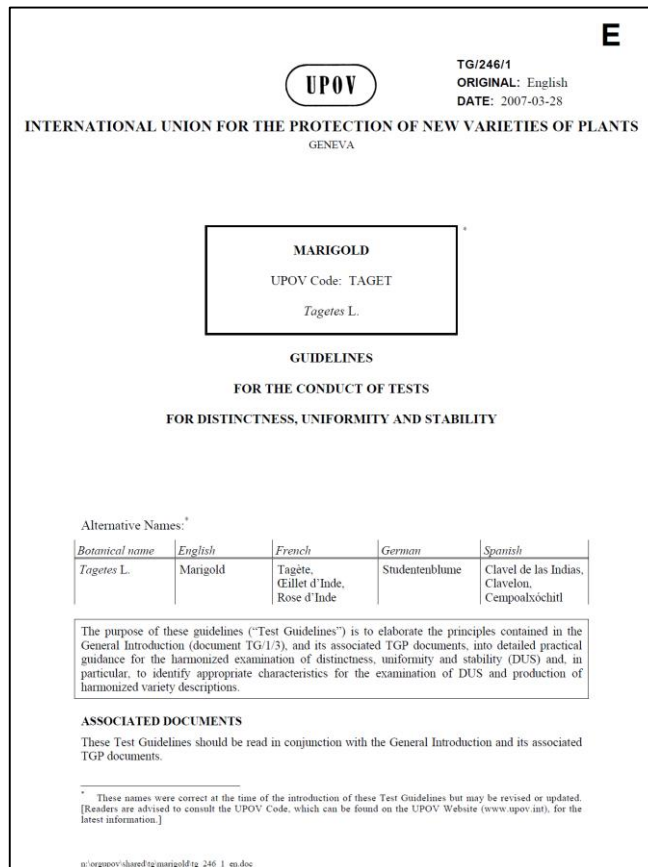 E
UPOV
TG/246/1
ORIGINAL: English
DATE: 2007-03-28
INTERNATIONAL UNION FOR THE PROTECTION OF NEW VARIETIES OF PLANTS
GENEVA
*
MARIGOLD
UPOV Code: TAGET
Tagetes L.
GUIDELINES
FOR THE CONDUCT OF TESTS
FOR DISTINCTNESS, UNIFORMITY AND STABILITY
Alternative Names:*
Botanical name English French German Spanish
Tagetes L. Marigold Tagète, Studentenblume Clavel de las Indias,
Œillet d'Inde, Clavelon,
Rose d'Inde Cempoalxóchitl
The purpose of these guidelines (“Test Guidelines”) is to elaborate the principles contained in the
General Introduction (document TG/1/3), and its associated TGP documents, into detailed practical
guidance for the harmonized examination of distinctness, uniformity and stability (DUS) and, in
particular, to identify appropriate characteristics for the examination of DUS and production of
harmonized variety descriptions.
ASSOCIATED DOCUMENTS
These Test Guidelines should be read in conjunction with the General Introduction and its associated
TGP documents.
* These names were correct at the time of the introduction of these Test Guidelines but may be revised or updated.
[Readers are advised to consult the UPOV Code, which can be found on the UPOV Website (www.upov.int), for the
latest information.]
n:\orgupov\shared\tg\marigold\tg_246_1_en.doc